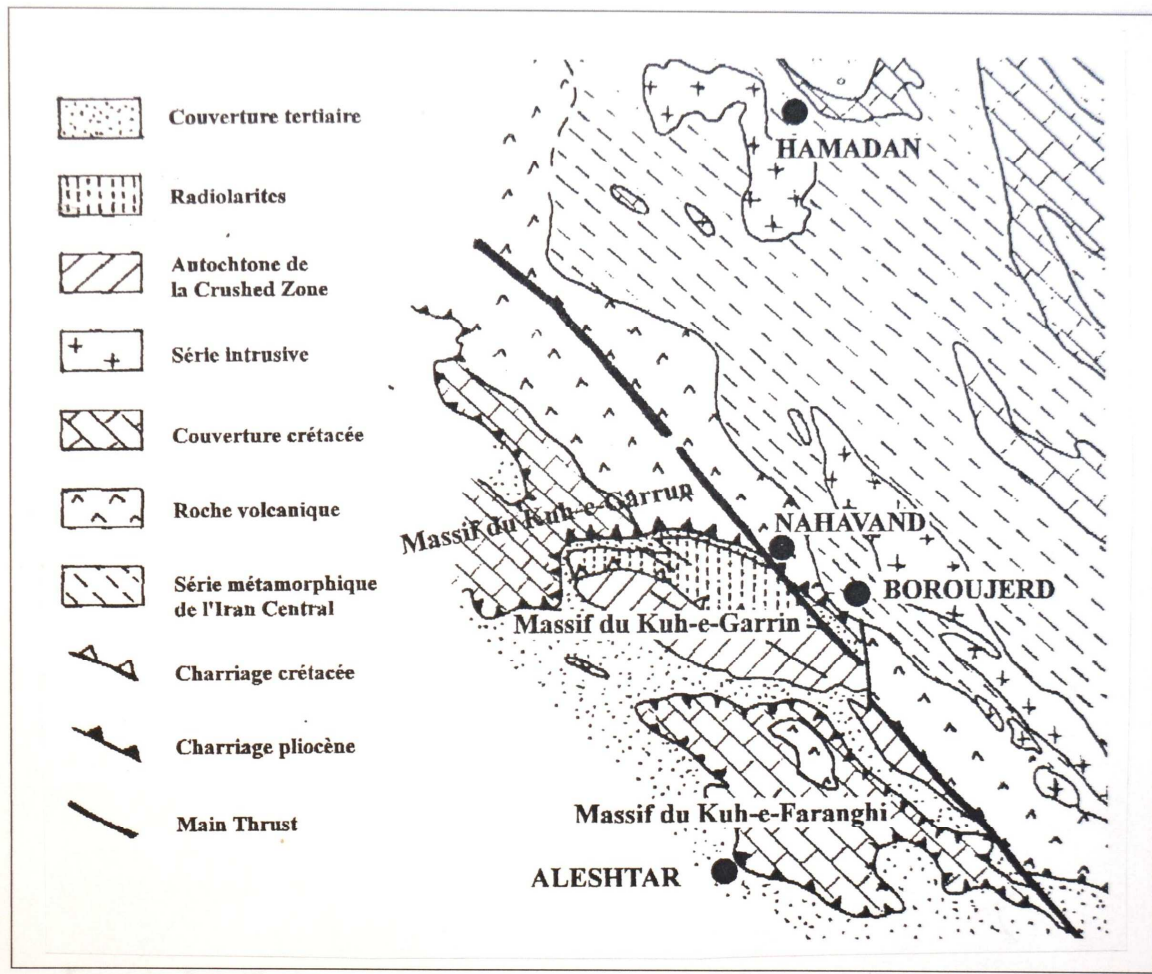 Couverture tertiaire
Radiolarites
Autochtone de
la Crushed Zone
Série intrusive
Couverture crétacée
Roche volcanique
Série métamorphique
de l'Iran Central
Charriage crétacée
Charriage pliocène
Main Thrust
HAMADAN
Massif du Kuh-e-Garrun
NAHAVAND
BOROUJERD
Massif du Kuh-e-Garrin
Massif du Kuh-e-Faranghi
ALESHTAR